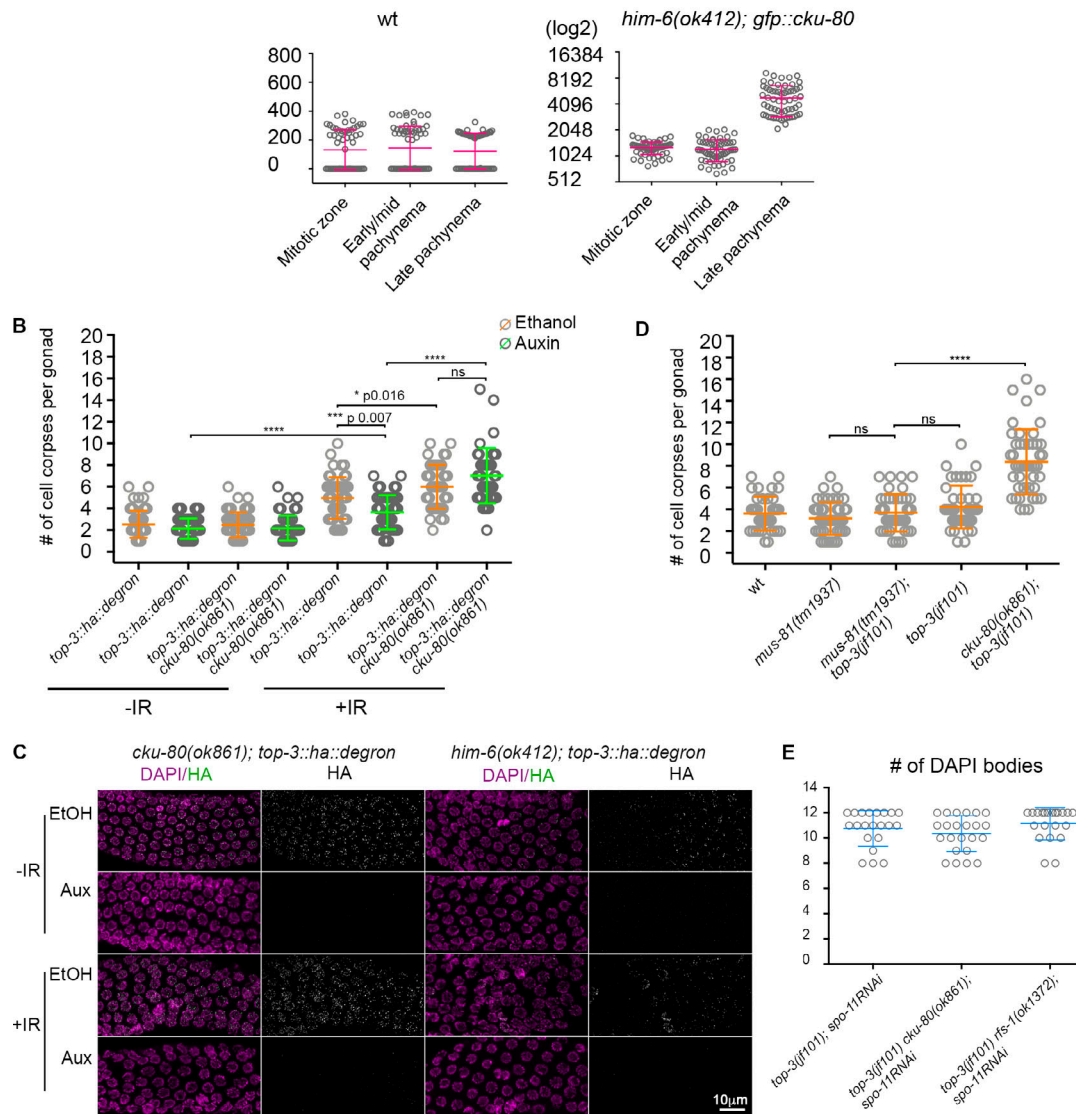 wt
him-6(ok412); gfp::cku-80
(log2)
800
600
400
200
0
16384
8192
4096
2048
1024
512
Mitotic zone
Early/mid
pachynema
Late pachynema
Mitotic zone
Early/mid
pachynema
Late pachynema
B
# of cell corpses per gonad
20
18
16
14
12
10
8
6
4
2
0
Ethanol
Auxin
****
ns
* p0.016
*** p 0.007
****
top-3::ha::degron
top-3::ha::degron
top-3::ha::degron
cku-80(ok861)
top-3::ha::degron
cku-80(ok861)
top-3::ha::degron
top-3::ha::degron
top-3::ha::degron
cku-80(ok861)
top-3::ha::degron
cku-80(ok861)
-IR
+IR
D
# of cell corpses per gonad
20
18
16
14
12
10
8
6
4
2
0
****
ns
ns
wt
mus-81(tm1937)
mus-81(tm1937);
top-3(jf101)
top-3(jf101)
cku-80(ok861);
top-3(jf101)
C
cku-80(ok861); top-3::ha::degron
him-6(ok412); top-3::ha::degron
DAPI/HA
HA
DAPI/HA
HA
-IR
EtOH
Aux
+IR
EtOH
Aux
10µm
E
# of DAPI bodies
14
12
10
8
6
4
2
0
top-3(jf101); spo-11RNAi
top-3(jf101) cku-80(ok861);
spo-11RNAi
top-3(jf101) rfs-1(ok1372);
spo-11RNAi